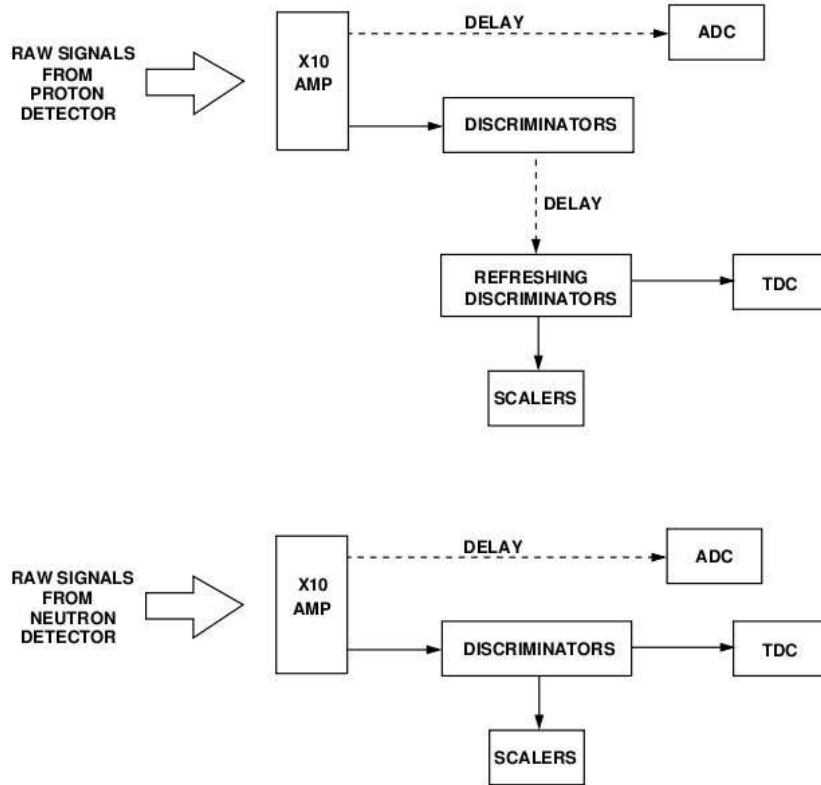 DELAY
ADC
RAW SIGNALS
FROM
PROTON
DETECTOR
X10
AMP
DISCRIMINATORS
DELAY
REFRESHING
DISCRIMINATORS
TDC
SCALERS
DELAY
ADC
RAW SIGNALS
FROM
NEUTRON
DETECTOR
X10
AMP
DISCRIMINATORS
TDC
SCALERS